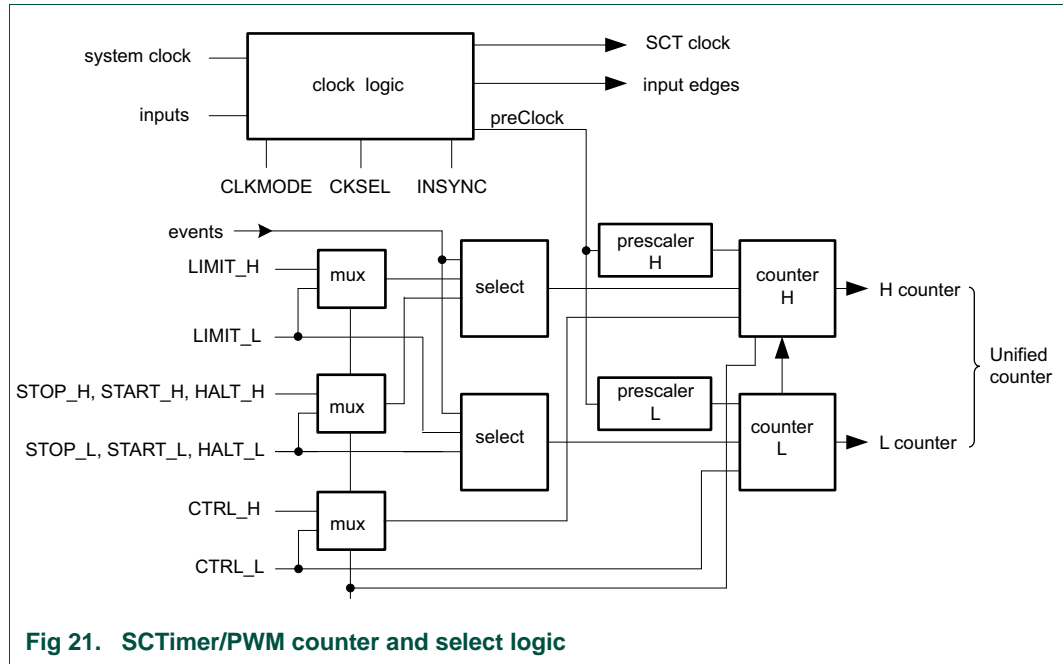 system clock
inputs
clock logic
SCT clock
input edges
preClock
CLKMODE CKSEL INSYNC
events
LIMIT_H
mux
LIMIT_L
select
prescaler
H
counter
H
H counter
STOP_H, START_H, HALT_H
mux
STOP_L, START_L, HALT_L
select
prescaler
L
counter
L
L counter
Unified
counter
CTRL_H
mux
CTRL_L
Fig 21. SCTimer/PWM counter and select logic